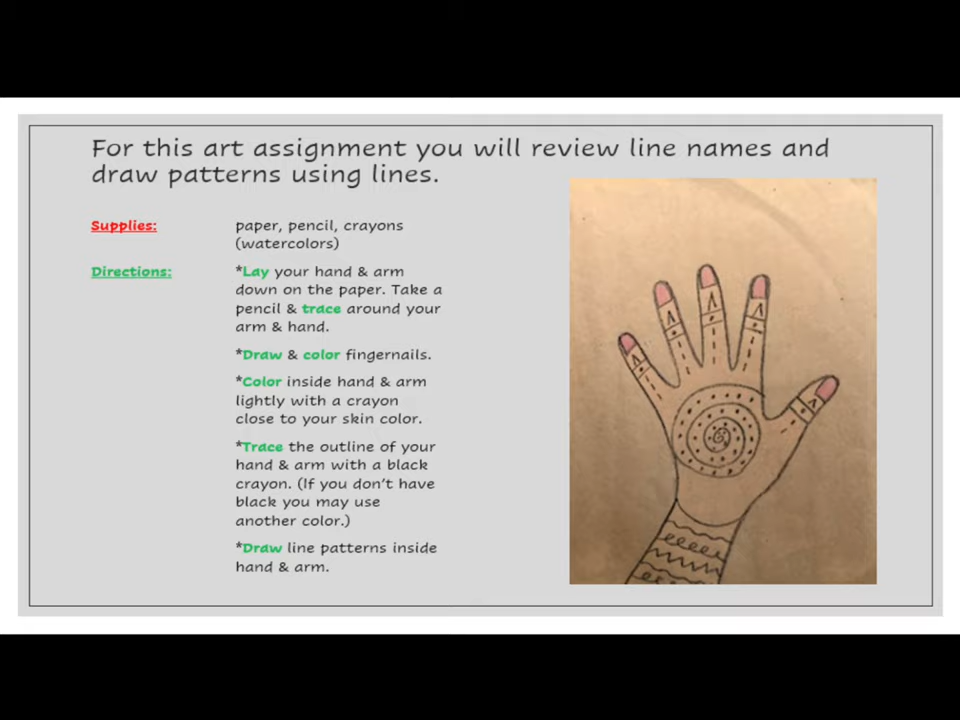 For this art assignment you will review line names and
draw patterns using lines.
Supplies: paper, pencil, crayons
(watercolors)
Directions: *Lay your hand & arm
down on the paper. Take a
pencil & trace around your
arm & hand.
*Draw & color fingernails.
*Color inside hand & arm
lightly with a crayon
close to your skin color.
*Trace the outline of your
hand & arm with a black
crayon. (If you don't have
black you may use
another color.)
*Draw line patterns inside
hand & arm.